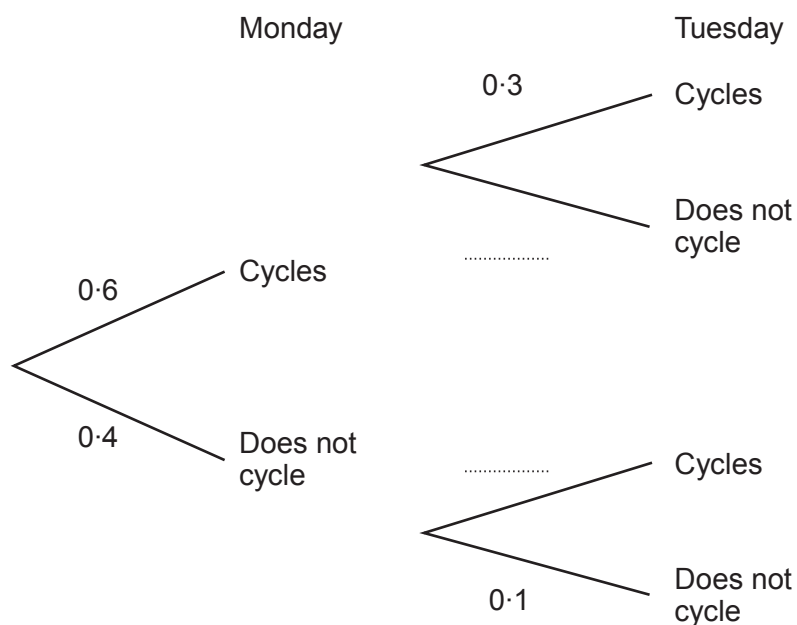 Monday
Tuesday
0·3
Cycles
Does not
cycle
....................
0·6
Cycles
0·4
Does not
cycle
....................
Cycles
0·1
Does not
cycle